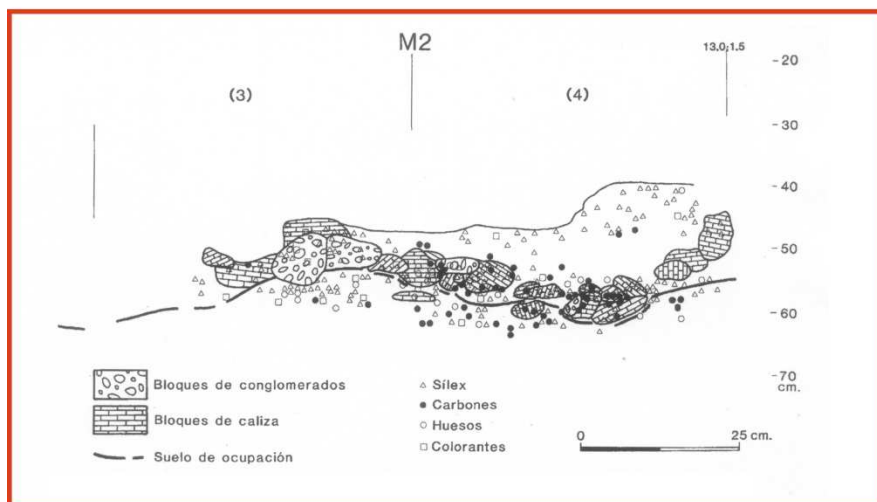 M2
13.0;1.5
-20
(3)
(4)
-30
-40
-50
-60
-70
cm.
Bloques de conglomerados
Bloques de caliza
Suelo de ocupación
Sílex
Carbones
Huesos
Colorantes
0
25 cm.